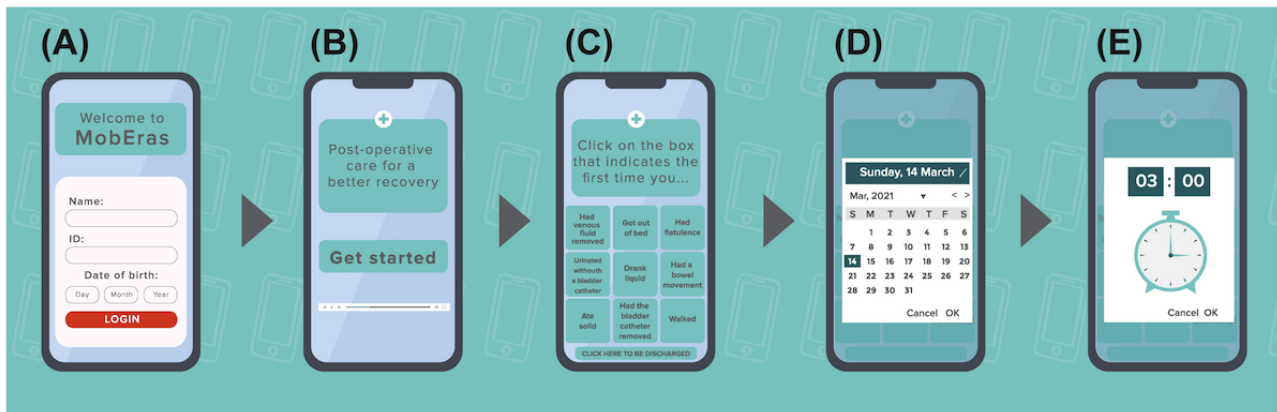 (A)
Welcome to
MobEras
Name:
ID:
Date of birth:
Day Month Year
LOGIN
(B)
Post-operative
care for a
better recovery
Get started
(C)
Click on the box
that indicates the
first time you...
Had
venous
fluid
removed
Got out
of bed
Had
flatulence
Urinated
withouth
a bladder
catheter
Drank
liquid
Had a
bowel
movement
Ate
solid
Had the
bladder
catheter
removed
Walked
CLICK HERE TO BE DISCHARGED
(D)
Sunday, 14 March
Mar, 2021 ▾ < >
S M T W T F S
1 2 3 4 5 6
7 8 9 10 11 12 13
14 15 16 17 18 19 20
21 22 23 24 25 26 27
28 29 30 31
Cancel OK
(E)
03 : 00
Cancel OK